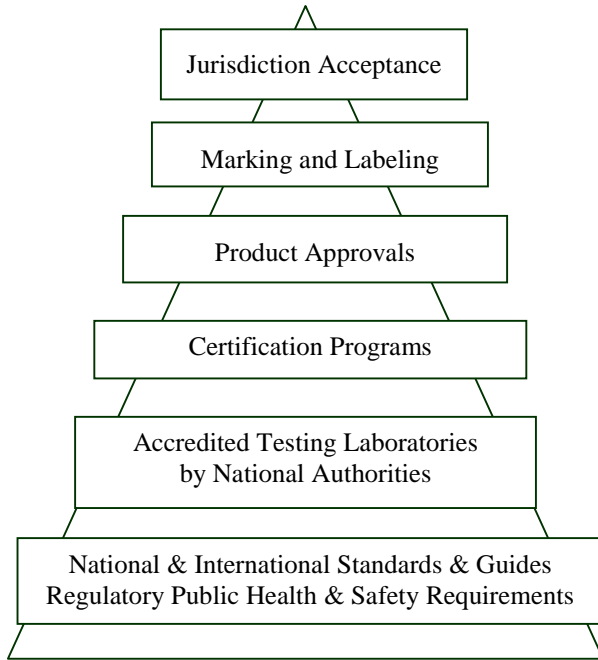 Jurisdiction Acceptance
Marking and Labeling
Product Approvals
Certification Programs
Accredited Testing Laboratories
by National Authorities
National & International Standards & Guides
Regulatory Public Health & Safety Requirements